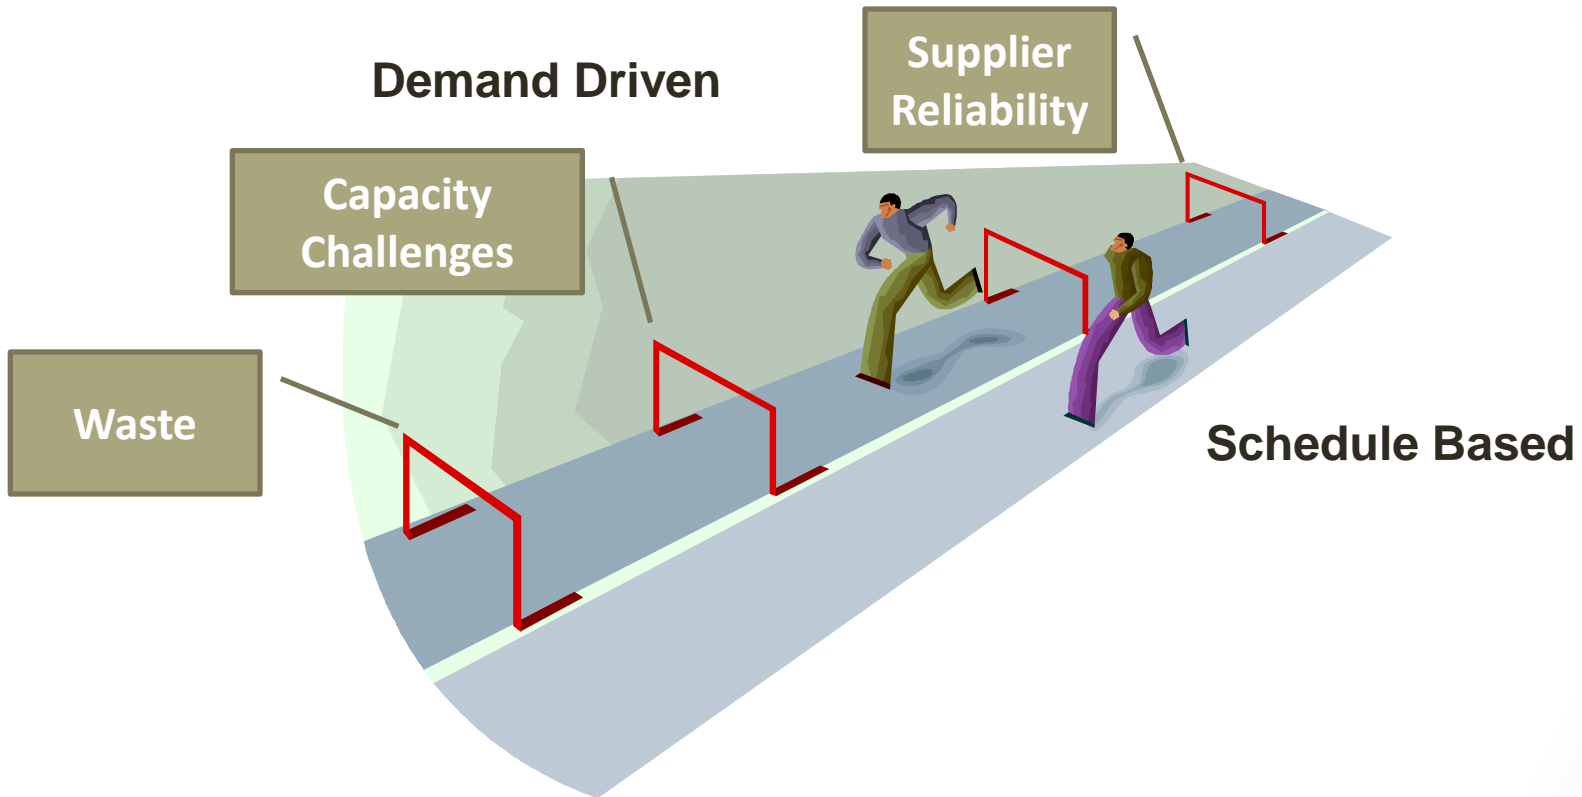 Demand Driven
Supplier
Reliability
Capacity
Challenges
Waste
Schedule Based